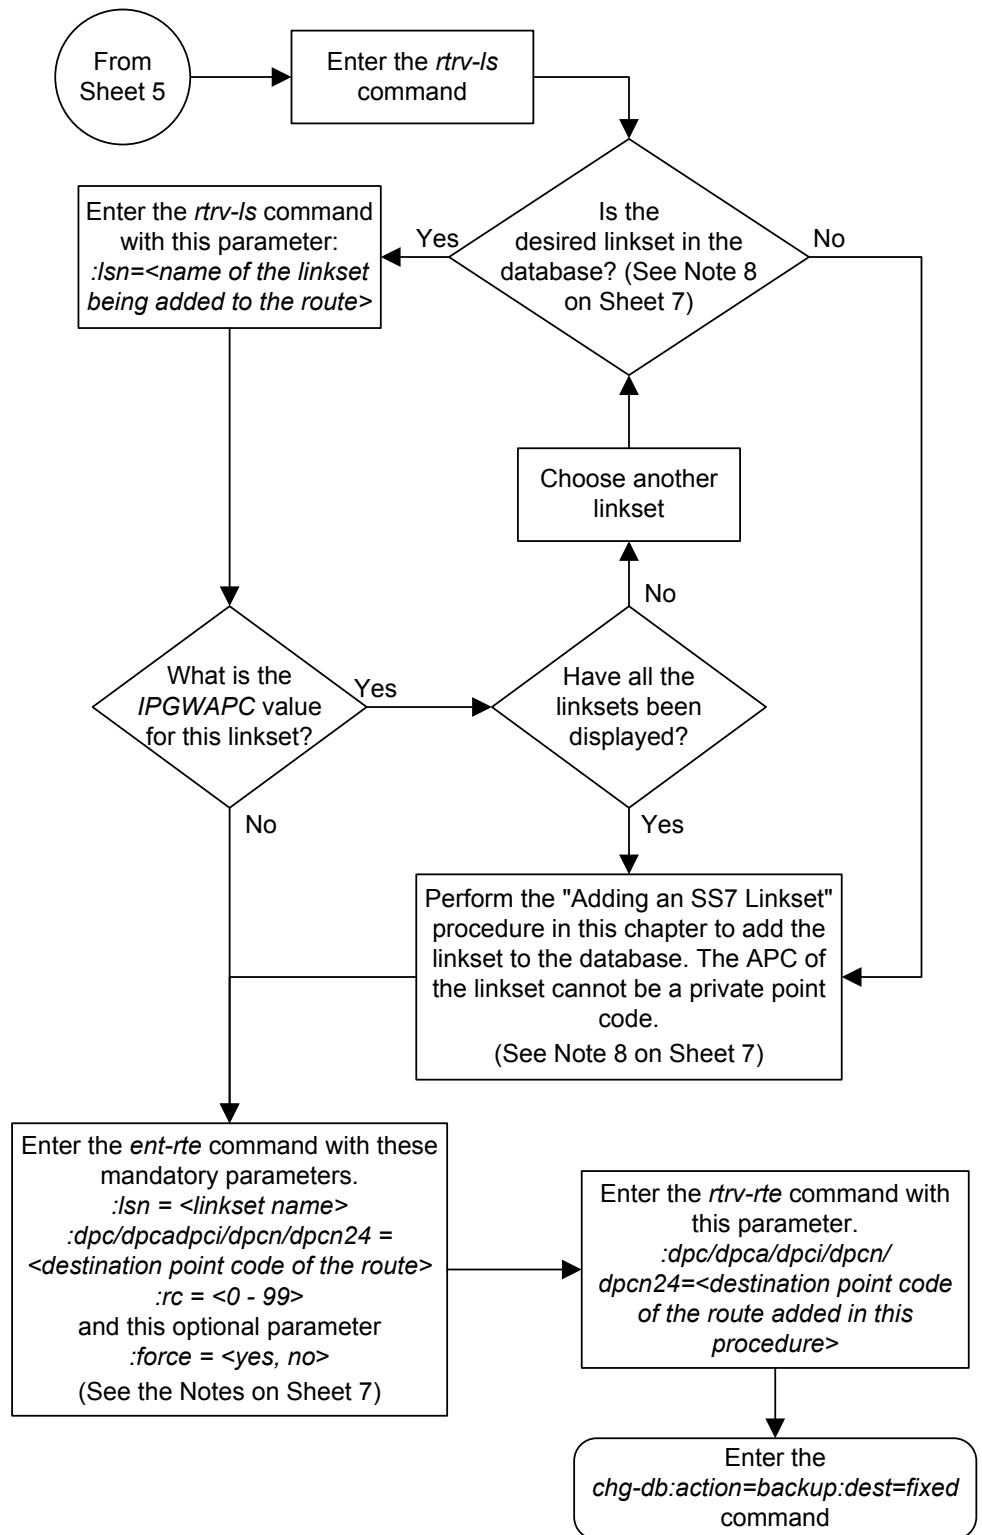 From
Sheet 5
Enter the rtrv-ls
command
Is the
desired linkset in the
database? (See Note 8
on Sheet 7)
Yes
No
Enter the rtrv-ls command
with this parameter:
:lsn=<name of the linkset
being added to the route>
Choose another
linkset
No
What is the
IPGWAPC value
for this linkset?
Yes
No
Have all the
linksets been
displayed?
Yes
Perform the "Adding an SS7 Linkset"
procedure in this chapter to add the
linkset to the database. The APC of
the linkset cannot be a private point
code.
(See Note 8 on Sheet 7)
Enter the ent-rte command with these
mandatory parameters.
:lsn = <linkset name>
:dpc/dpcadpci/dpcn/dpcn24 =
<destination point code of the route>
:rc = <0 - 99>
and this optional parameter
:force = <yes, no>
(See the Notes on Sheet 7)
Enter the rtrv-rte command with
this parameter.
:dpc/dpca/dpci/dpcn/
dpcn24=<destination point code
of the route added in this
procedure>
Enter the
chg-db:action=backup:dest=fixed
command